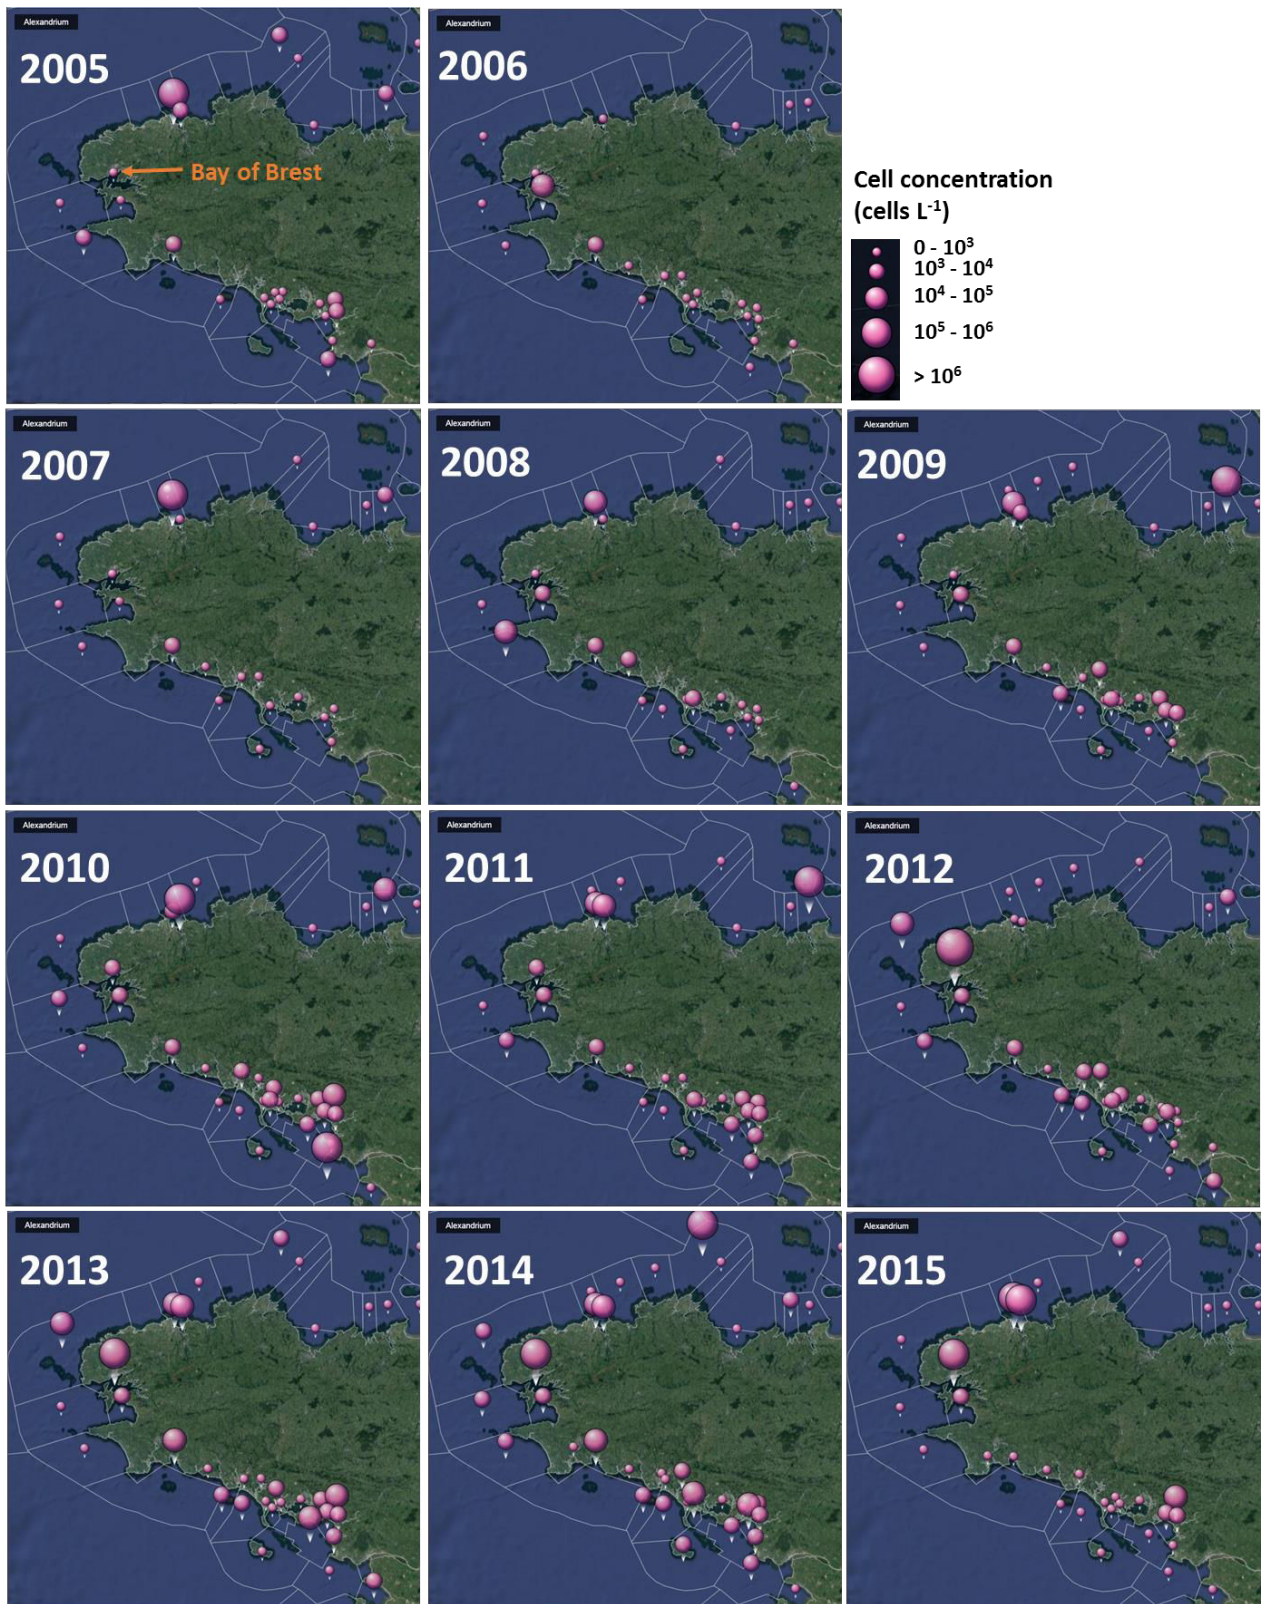 Alexandrium
2005
Bay of Brest
Alexandrium
2006
Cell concentration
(cells L⁻¹)
0 - 10³
10³ - 10⁴
10⁴ - 10⁵
10⁵ - 10⁶
> 10⁶
Alexandrium
2007
Alexandrium
2008
Alexandrium
2009
Alexandrium
2010
Alexandrium
2011
Alexandrium
2012
Alexandrium
2013
Alexandrium
2014
Alexandrium
2015